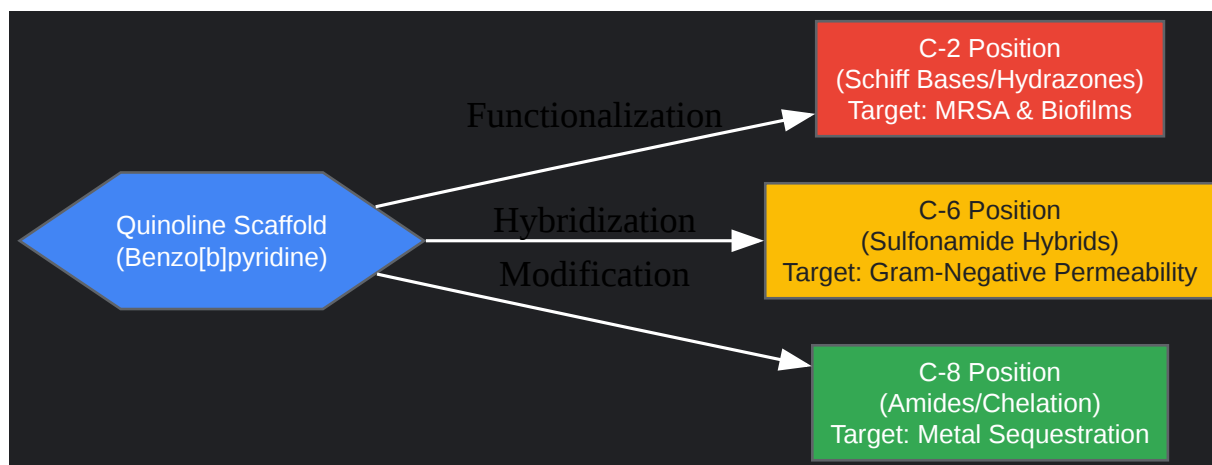 Quinoline Scaffold
(Benzo[b]pyridine)
Functionalization
Hybridization
Modification
C-2 Position
(Schiff Bases/Hydrazones)
Target: MRSA & Biofilms
C-6 Position
(Sulfonamide Hybrids)
Target: Gram-Negative Permeability
C-8 Position
(Amides/Chelation)
Target: Metal Sequestration